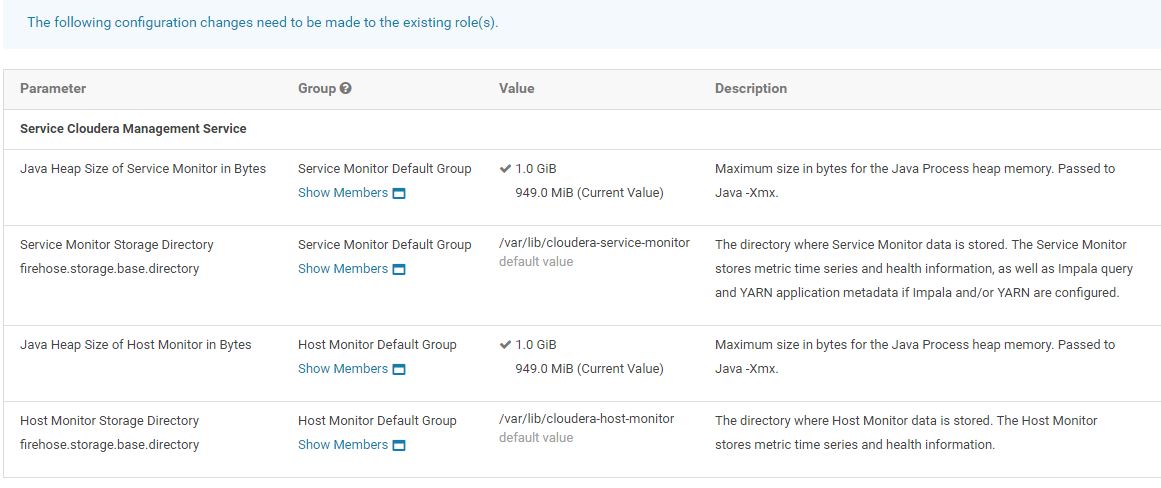 The following configuration changes need to be made to the existing role(s).
Parameter Group Value Description
Service Cloudera Management Service
Java Heap Size of Service Monitor in Bytes Service Monitor Default Group 1.0 GiB Maximum size in bytes for the Java Process heap memory. Passed to
Show Members 949.0 MiB (Current Value) Java -Xmx.
Service Monitor Storage Directory Service Monitor Default Group /var/lib/cloudera-service-monitor The directory where Service Monitor data is stored. The Service Monitor
firehose.storage.base.directory Show Members default value stores metric time series and health information, as well as Impala query
and YARN application metadata if Impala and/or YARN are configured.
Java Heap Size of Host Monitor in Bytes Host Monitor Default Group 1.0 GiB Maximum size in bytes for the Java Process heap memory. Passed to
Show Members 949.0 MiB (Current Value) Java -Xmx.
Host Monitor Storage Directory Host Monitor Default Group /var/lib/cloudera-host-monitor The directory where Host Monitor data is stored. The Host Monitor
firehose.storage.base.directory Show Members default value stores metric time series and health information.